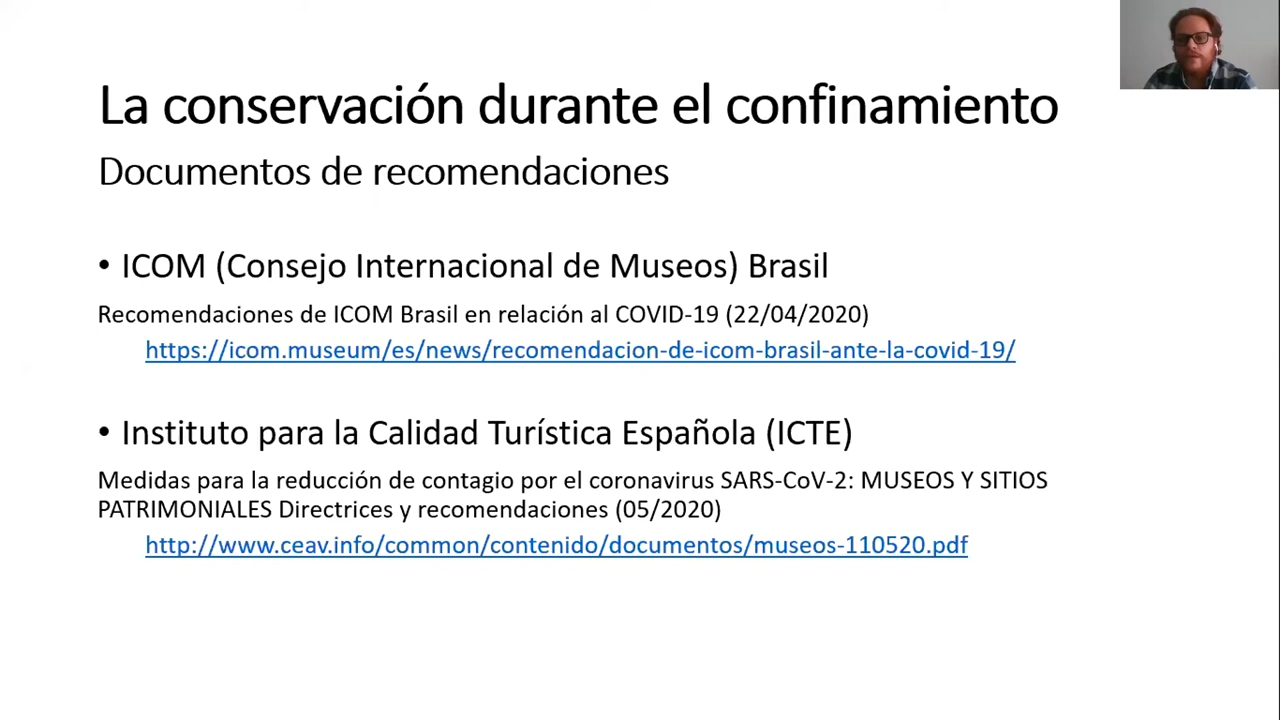 La conservación durante el confinamiento
Documentos de recomendaciones
• ICOM (Consejo Internacional de Museos) Brasil
Recomendaciones de ICOM Brasil en relación al COVID-19 (22/04/2020)
https://icom.museum/es/news/recomendacion-de-icom-brasil-ante-la-covid-19/
• Instituto para la Calidad Turística Española (ICTE)
Medidas para la reducción de contagio por el coronavirus SARS-CoV-2: MUSEOS Y SITIOS
PATRIMONIALES Directrices y recomendaciones (05/2020)
http://www.ceav.info/common/contenido/documentos/museos-110520.pdf